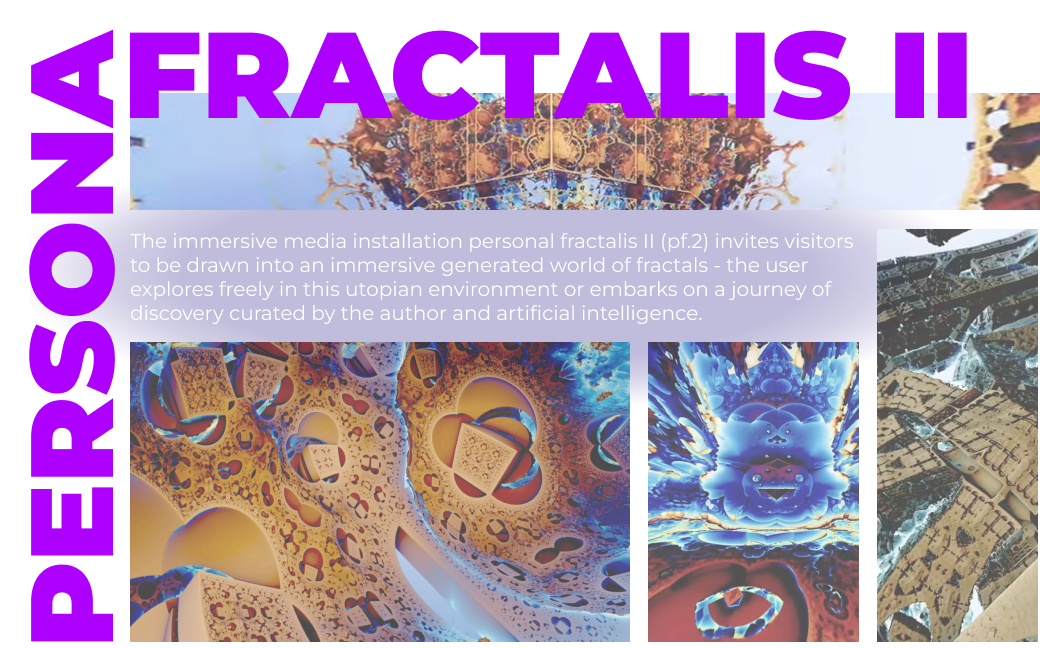 PERSONA
FRACTALIS II
The immersive media installation personal fractalis II (pf.2) invites visitors
to be drawn into an immersive generated world of fractals - the user
explores freely in this utopian environment or embarks on a journey of
discovery curated by the author and artificial intelligence.